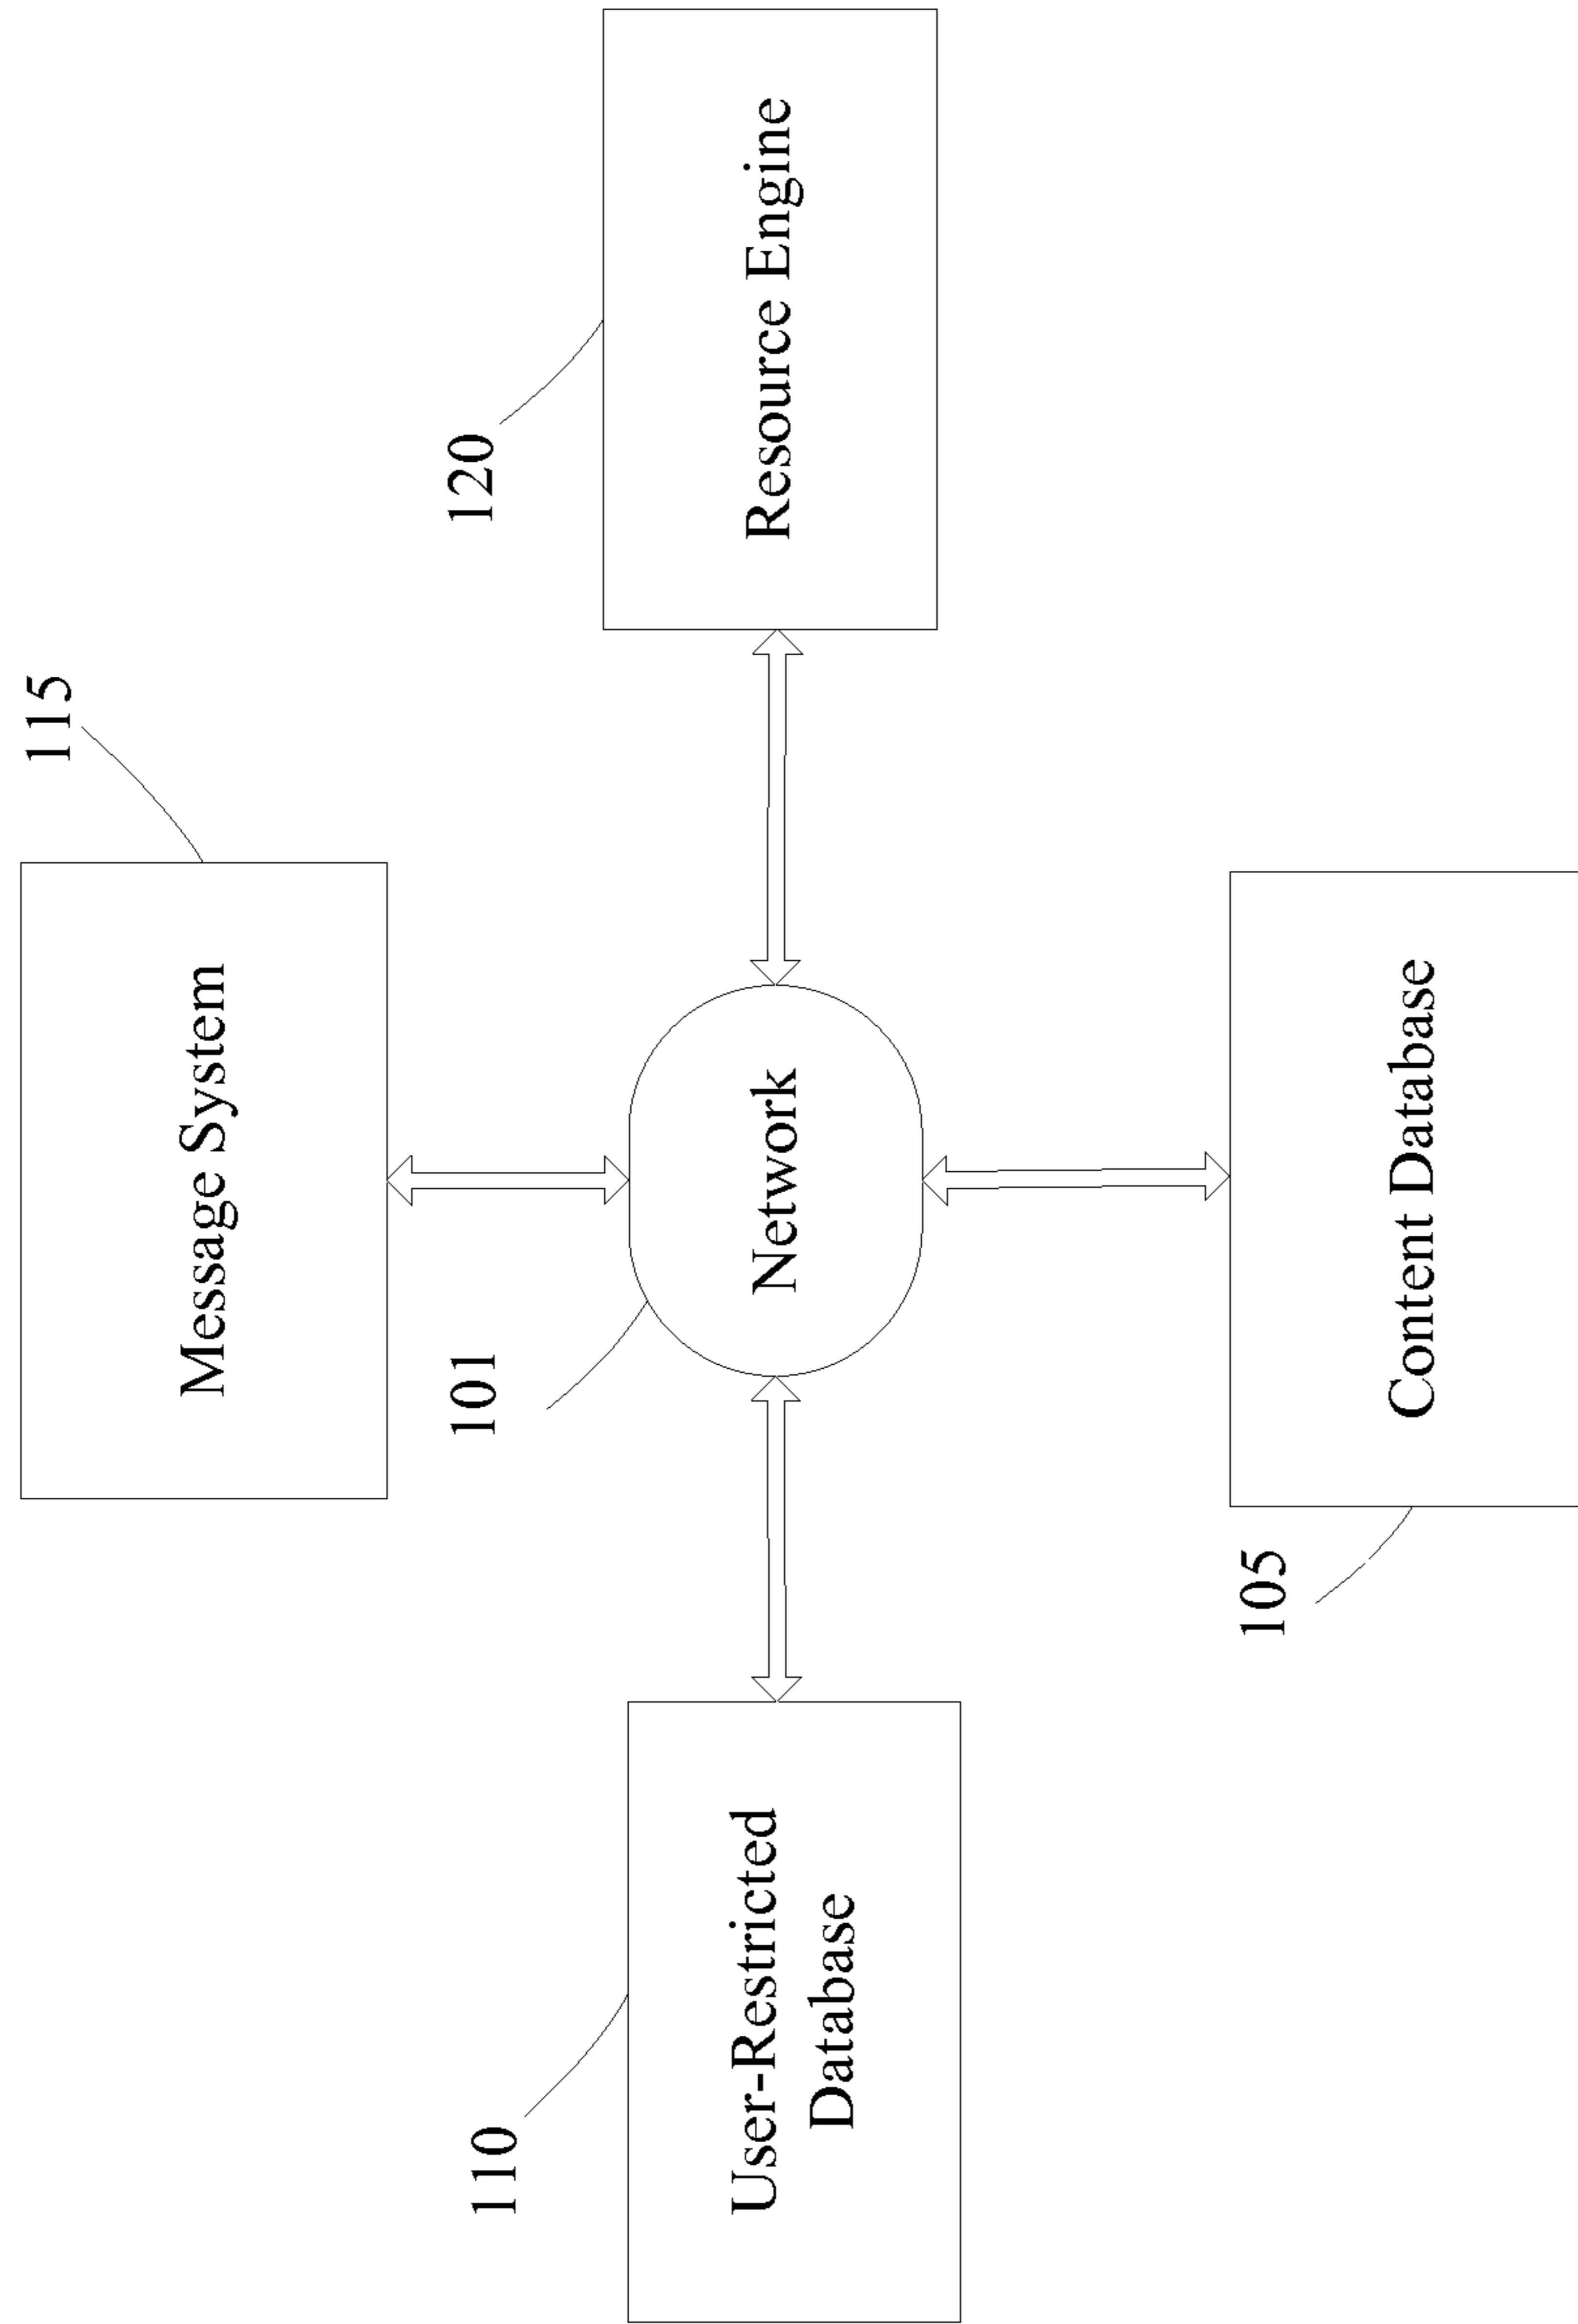 115
Message System
120
101
Network
Resource Engine
110
User-Restricted
Database
105
Content Database